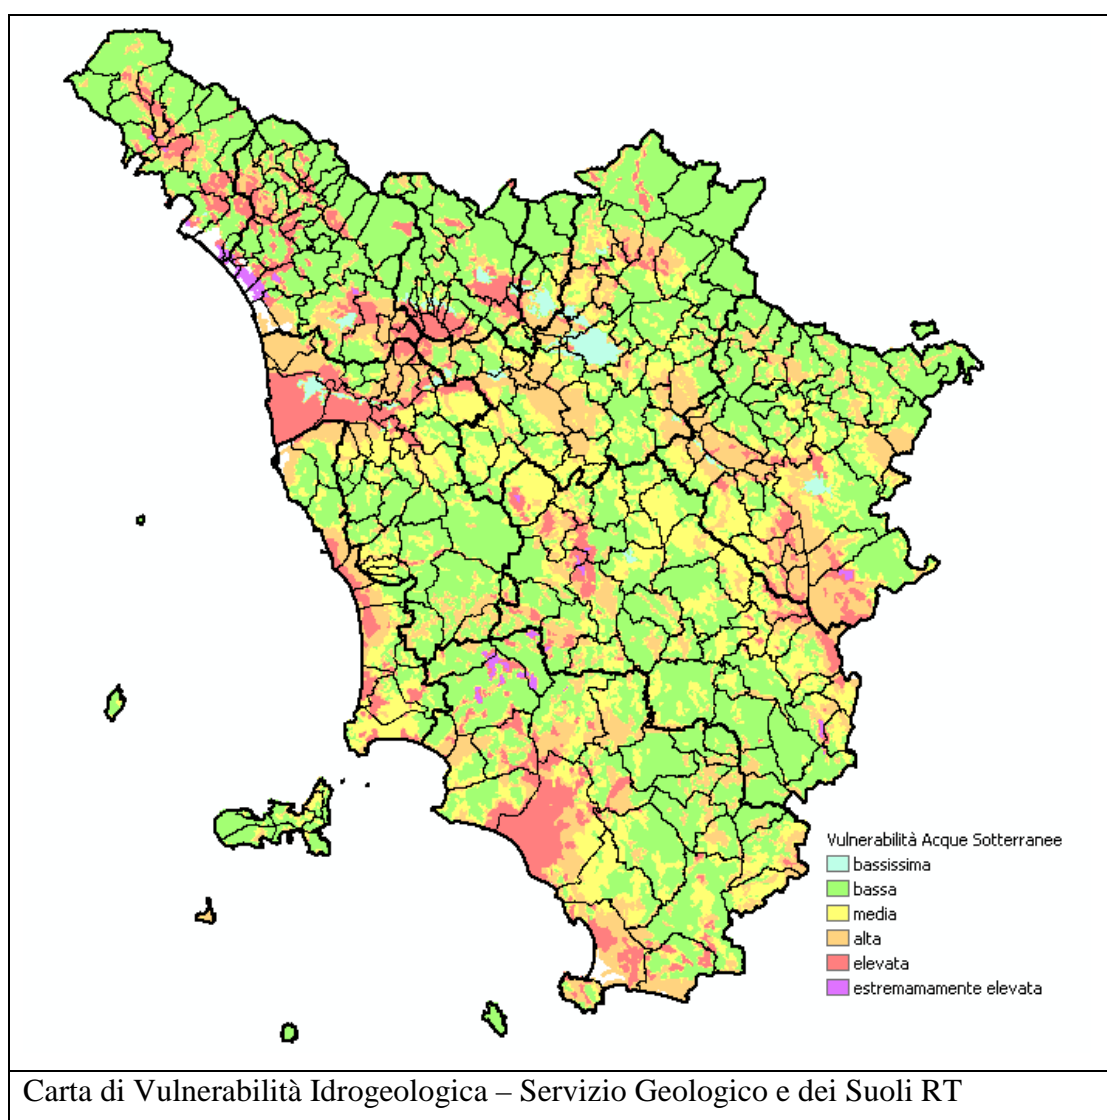 Vulnerabilità Acque Sotterranee
bassissima
bassa
media
alta
elevata
estremamamente elevata
Carta di Vulnerabilità Idrogeologica – Servizio Geologico e dei Suoli RT